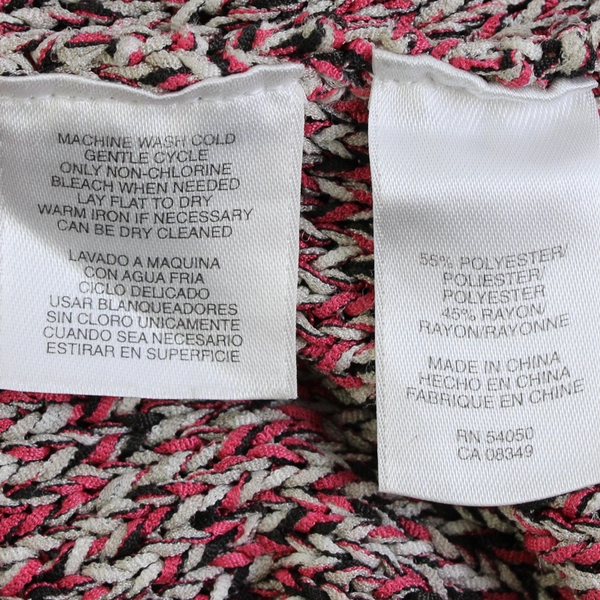 MACHINE WASH COLD
GENTLE CYCLE
ONLY NON-CHLORINE
BLEACH WHEN NEEDED
LAY FLAT TO DRY
WARM IRON IF NECESSARY
CAN BE DRY CLEANED
LAVADO A MAQUINA
CON AGUA FRIA
CICLO DELICADO
USAR BLANQUEADORES
SIN CLORO UNICAMENTE
CUANDO SEA NECESARIO
ESTIRAR EN SUPERFICIE
55% POLYESTER/
POLIESTER/
POLYESTER
45% RAYON/
RAYON/RAYONNE
MADE IN CHINA
HECHO EN CHINA
FABRIQUE EN CHINE
RN 54050
CA 08349